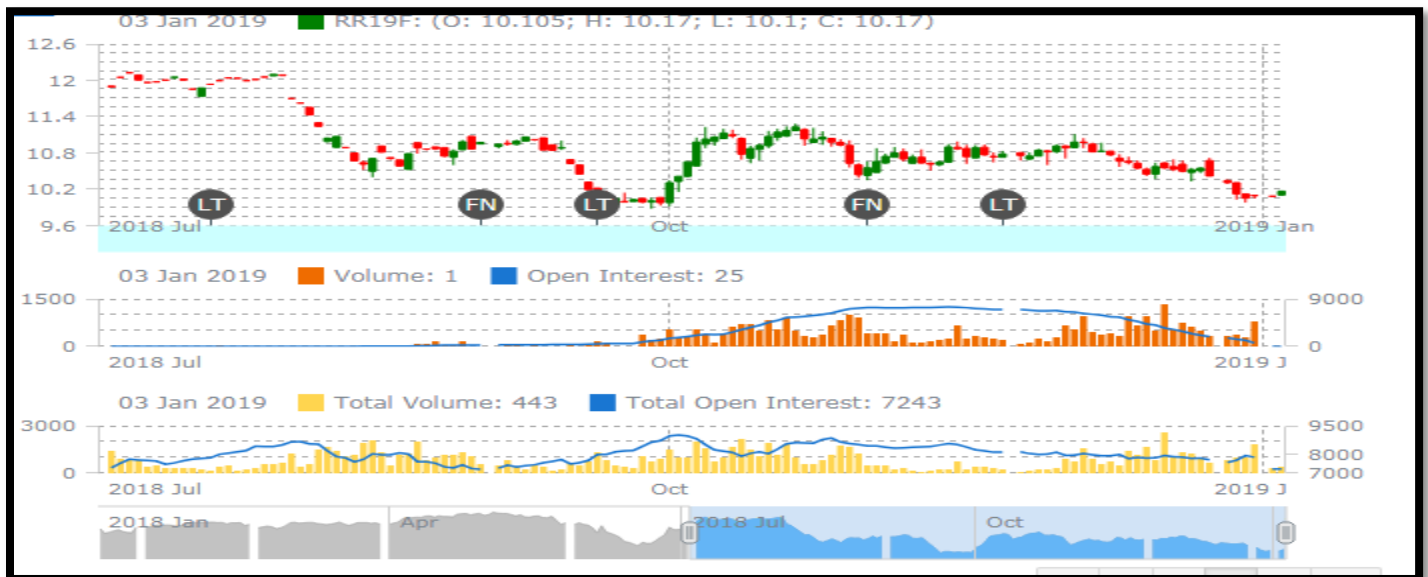 03 Jan 2019 RR19F: (O: 10.105; H: 10.17; L: 10.1; C: 10.17)
12.6
12
11.4
10.8
10.2
LT FN LT FN LT
9.6 2018 Jul Oct 2019 Jan
03 Jan 2019 Volume: 1 Open Interest: 25
1500 9000
0 0
2018 Jul Oct 2019 J
03 Jan 2019 Total Volume: 443 Total Open Interest: 7243
3000 9500
8000
0 7000
2018 Jul Oct 2019 J
2018 Jan Apr 2018 Jul Oct